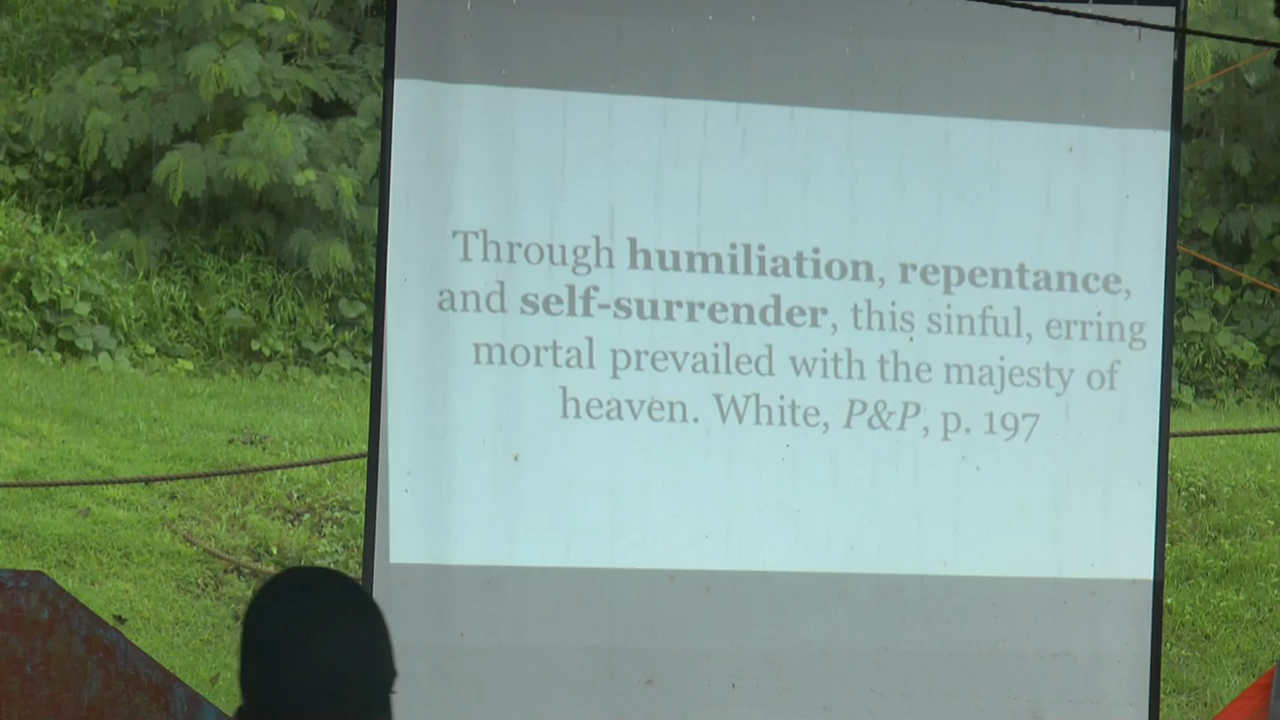 Through humiliation, repentance,
and self-surrender, this sinful, erring
mortal prevailed with the majesty of
heaven. White, P&P, p. 197